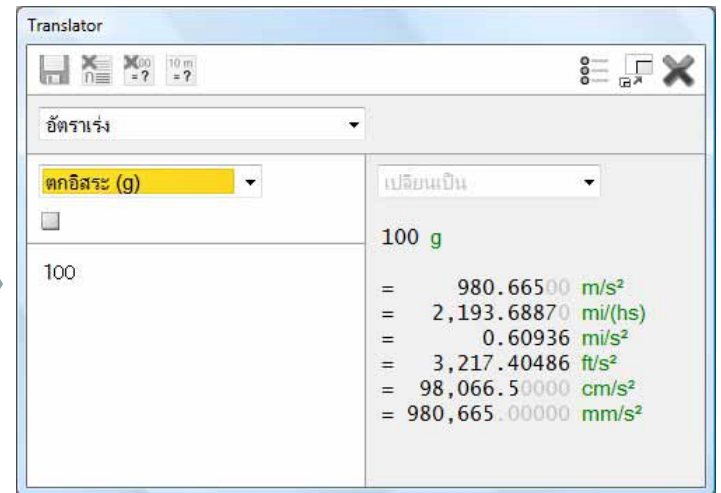 Translator
x00
= ?
10 m
= ?
อัตราเร่ง
ตกอิสระ (g)
เปลี่ยนเป็น
100
100 g
= 980.66500 m/s²
= 2,193.68870 mi/(hs)
= 0.60936 mi/s²
= 3,217.40486 ft/s²
= 98,066.50000 cm/s²
= 980,665.00000 mm/s²